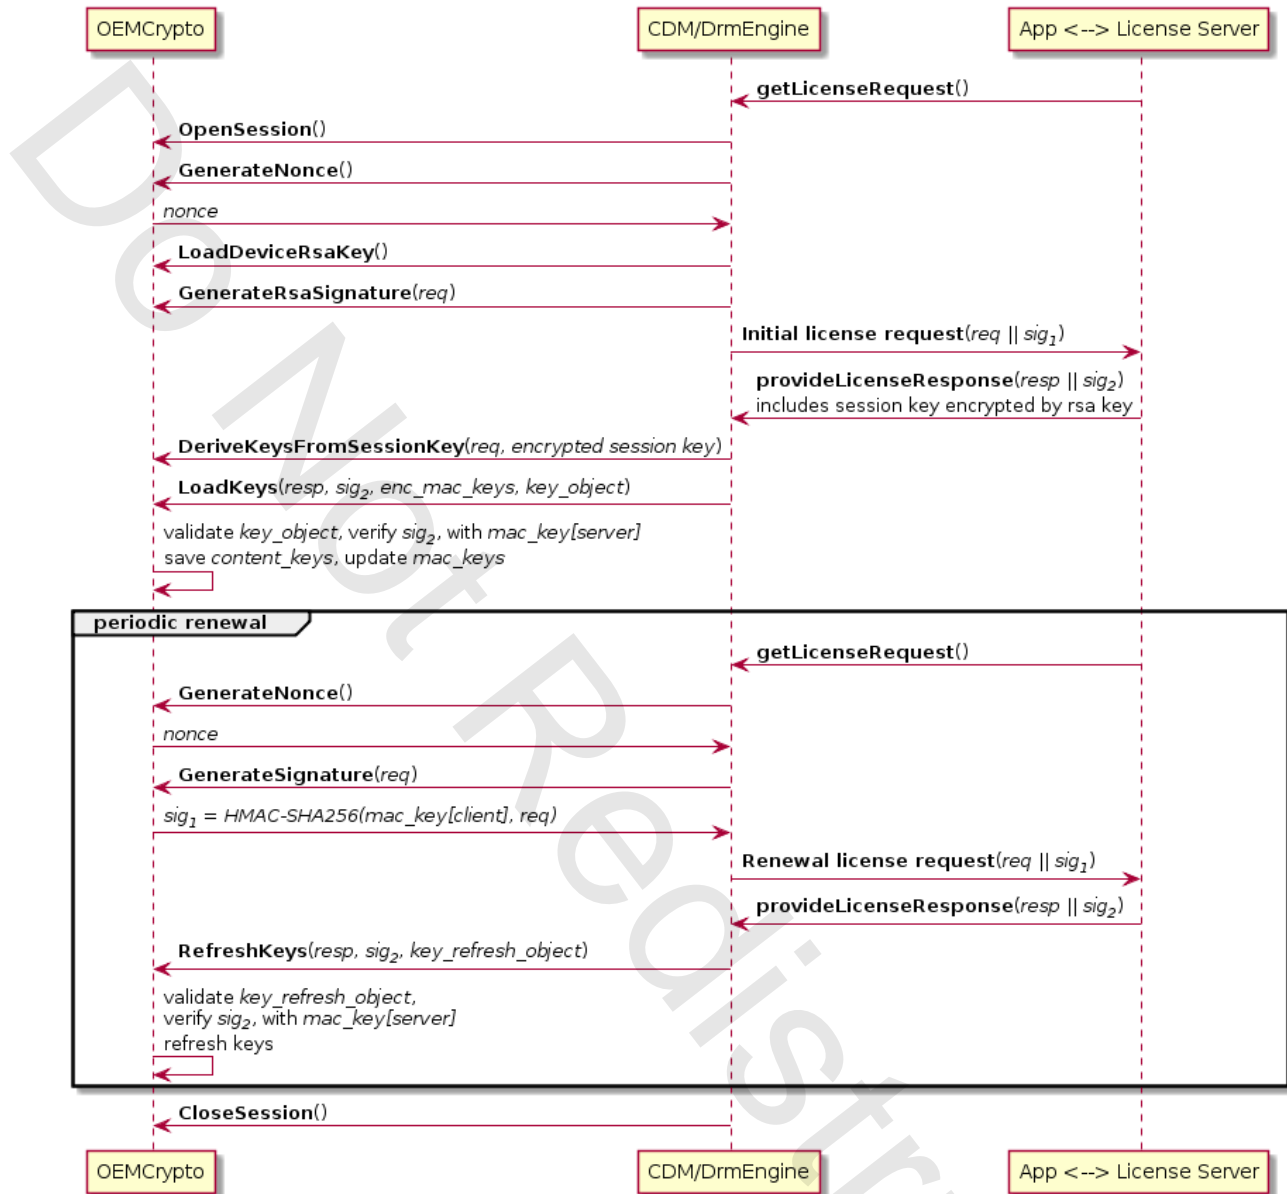 OEMCrypto
CDM/DrmEngine
App <--> License Server
getLicenseRequest()
OpenSession()
GenerateNonce()
nonce
LoadDeviceRsaKey()
GenerateRsaSignature(req)
Initial license request(req || sig1)
provideLicenseResponse(resp || sig2)
includes session key encrypted by rsa key
DeriveKeysFromSessionKey(req, encrypted session key)
LoadKeys(resp, sig2, enc_mac_keys, key_object)
validate key_object, verify sig2, with mac_key[server]
save content_keys, update mac_keys
periodic renewal
getLicenseRequest()
GenerateNonce()
nonce
GenerateSignature(req)
sig1 = HMAC-SHA256(mac_key[client], req)
Renewal license request(req || sig1)
provideLicenseResponse(resp || sig2)
RefreshKeys(resp, sig2, key_refresh_object)
validate key_refresh_object,
verify sig2, with mac_key[server]
refresh keys
CloseSession()
OEMCrypto
CDM/DrmEngine
App <--> License Server
Do Not Redistr